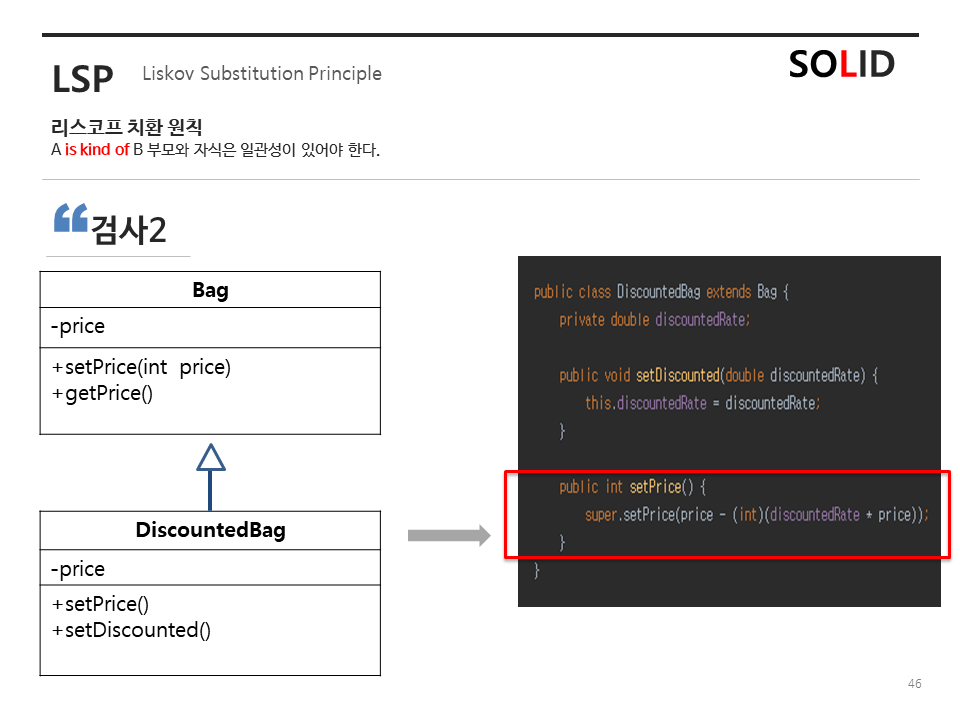 LSP
Liskov Substitution Principle
SOLID
리스코프 치환 원칙
A is kind of B 부모와 자식은 일관성이 있어야 한다.
“검사2
Bag
-price
+setPrice(int price)
+getPrice()
DiscountedBag
-price
+setPrice()
+setDiscounted()
public class DiscountedBag extends Bag {
private double discountedRate;
public void setDiscounted(double discountedRate) {
this.discountedRate = discountedRate;
}
public int setPrice() {
super.setPrice(price - (int)(discountedRate * price));
}
}
46